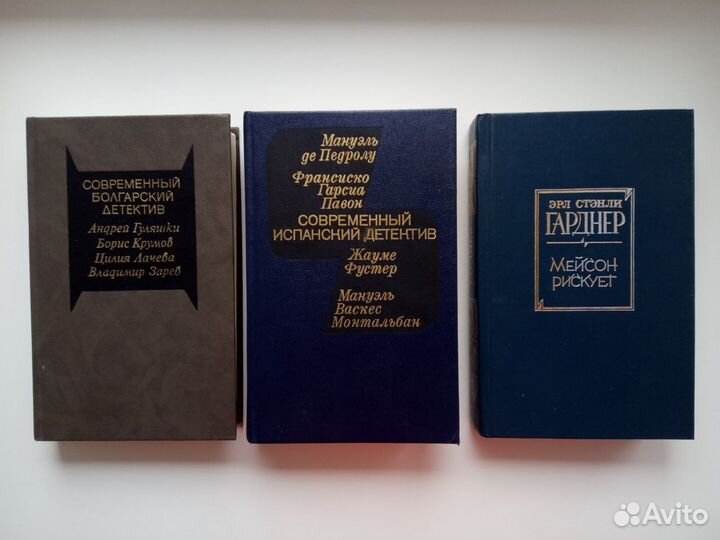 СОВРЕМЕННЫЙ
БОЛГАРСКИЙ
ДЕТЕКТИВ
Андрей Гуляшки
Борис Крумов
Цилия Лачева
Владимир Зарев
Мануэль
де Педролу
Франсиско
Гарсиа
Павон
СОВРЕМЕННЫЙ
ИСПАНСКИЙ ДЕТЕКТИВ
Жауме
Фустер
Мануэль
Васкес
Монтальбан
ЭРЛ СТЭНЛИ
ГАРДНЕР
МЕЙСОН
РИСКУЕТ
Avito